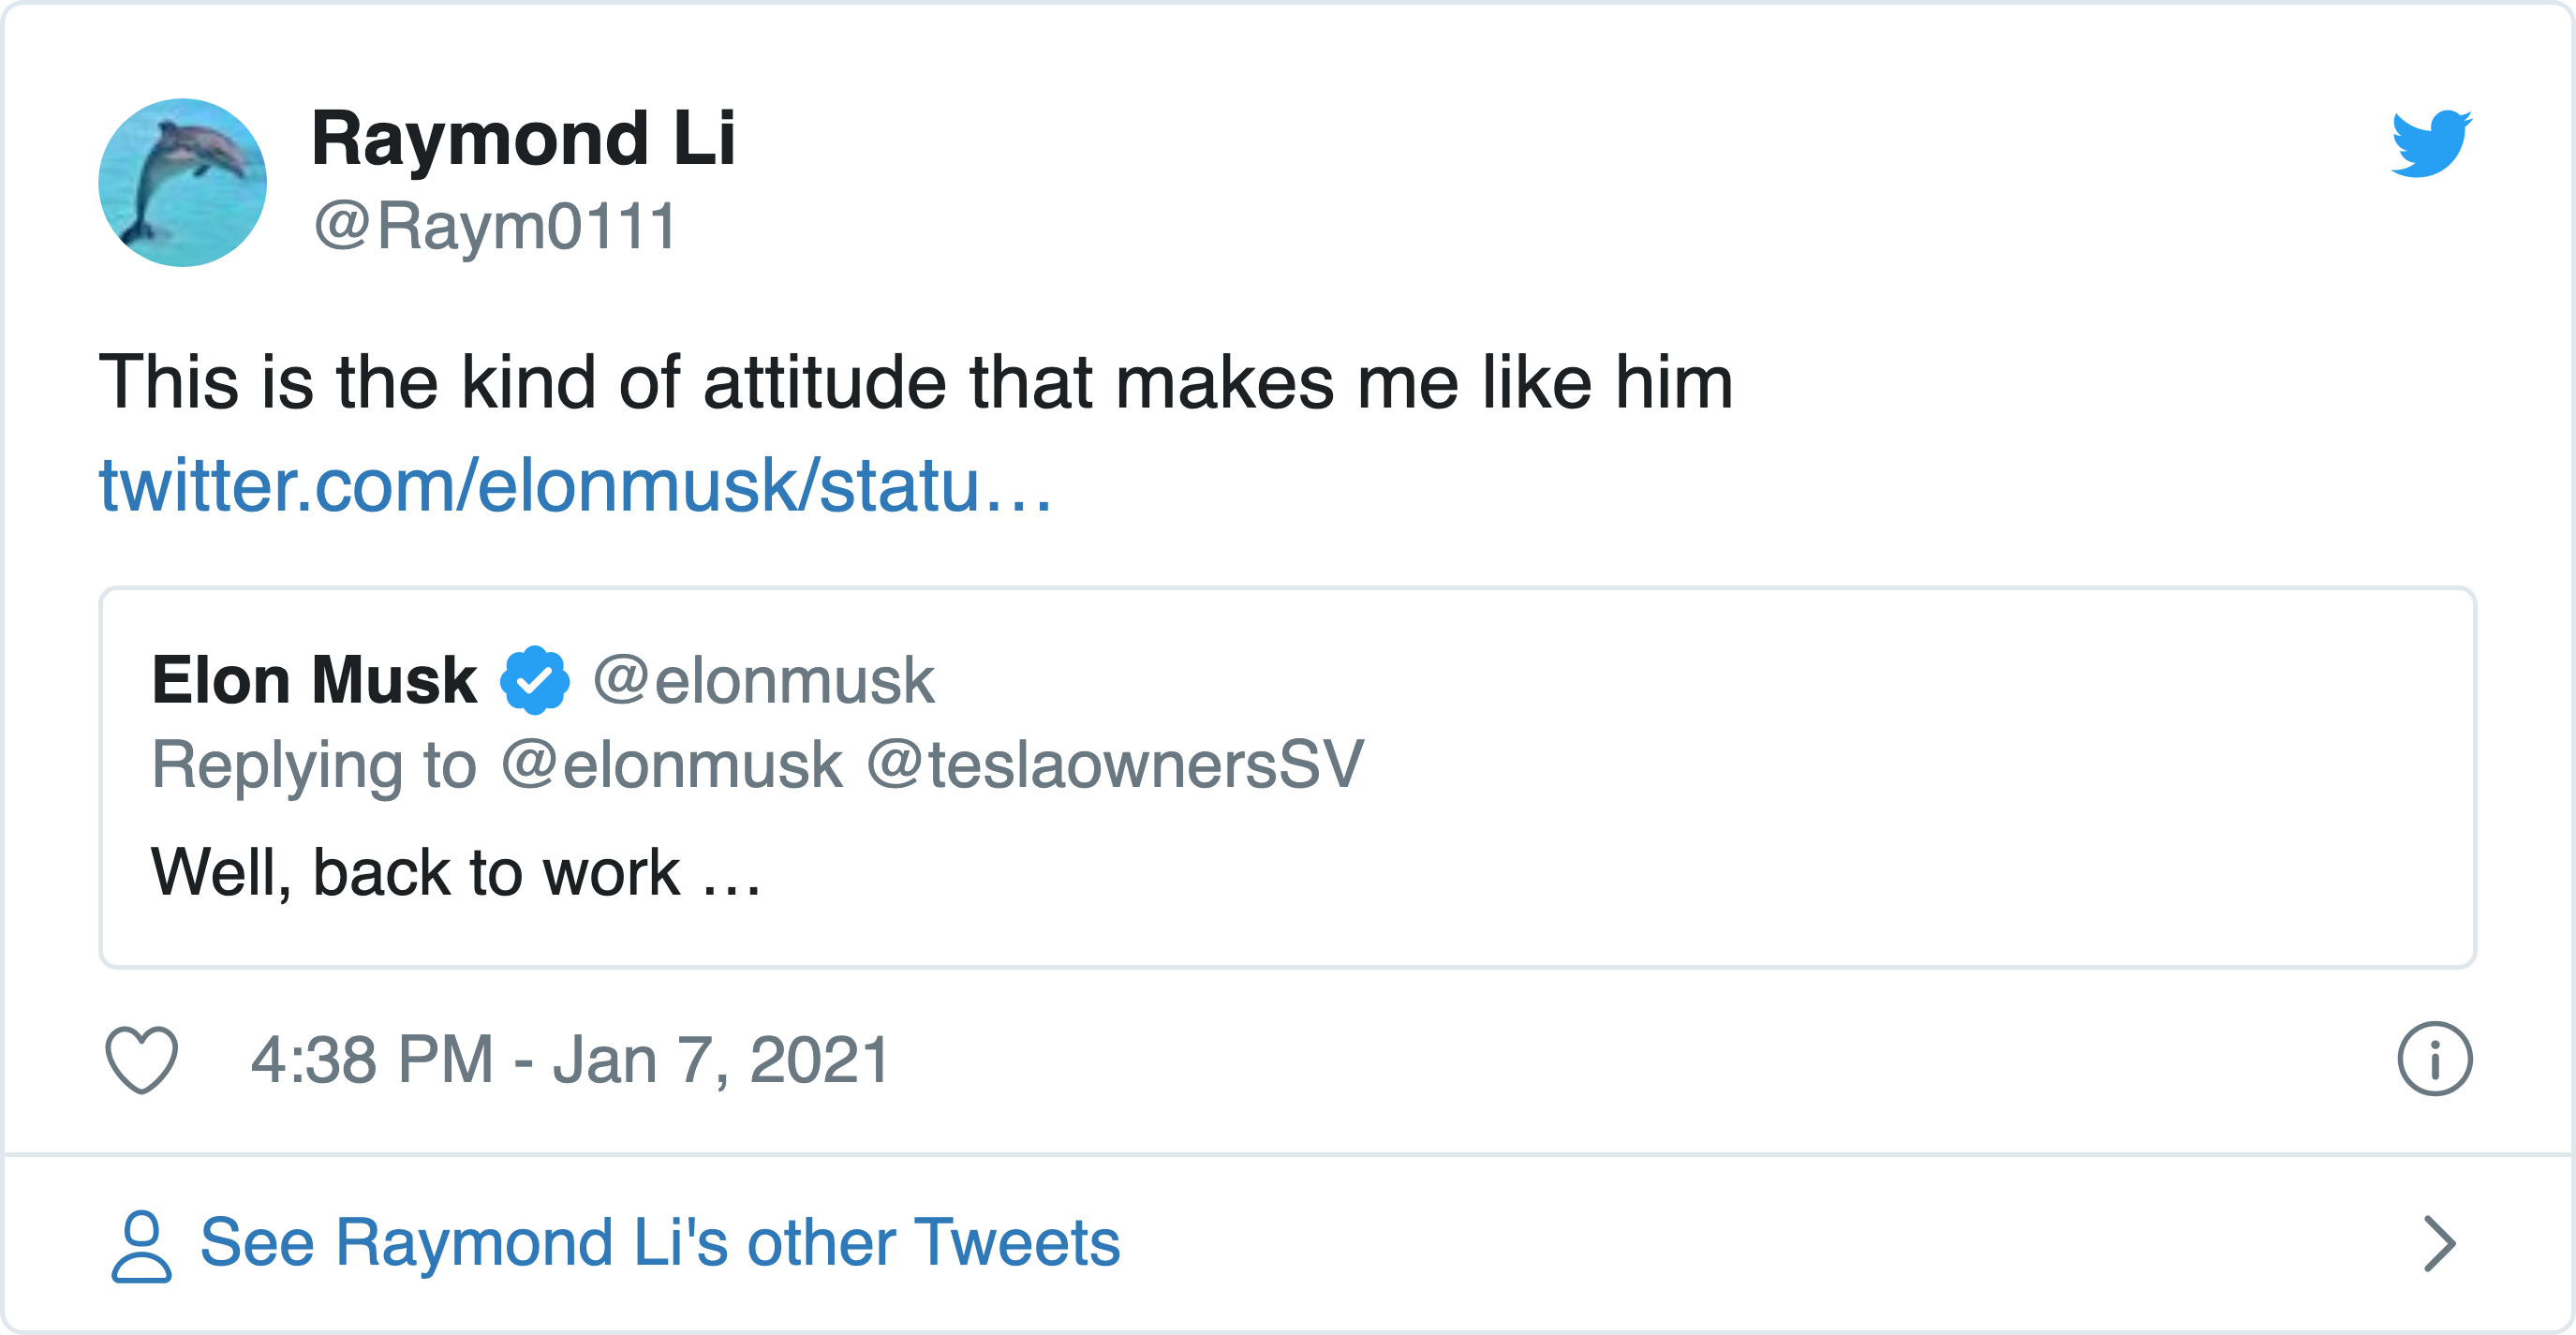 Raymond Li
@Raym0111
This is the kind of attitude that makes me like him
twitter.com/elonmusk/statu…
Elon Musk @elonmusk
Replying to @elonmusk @teslaownersSV
Well, back to work …
4:38 PM - Jan 7, 2021
See Raymond Li's other Tweets